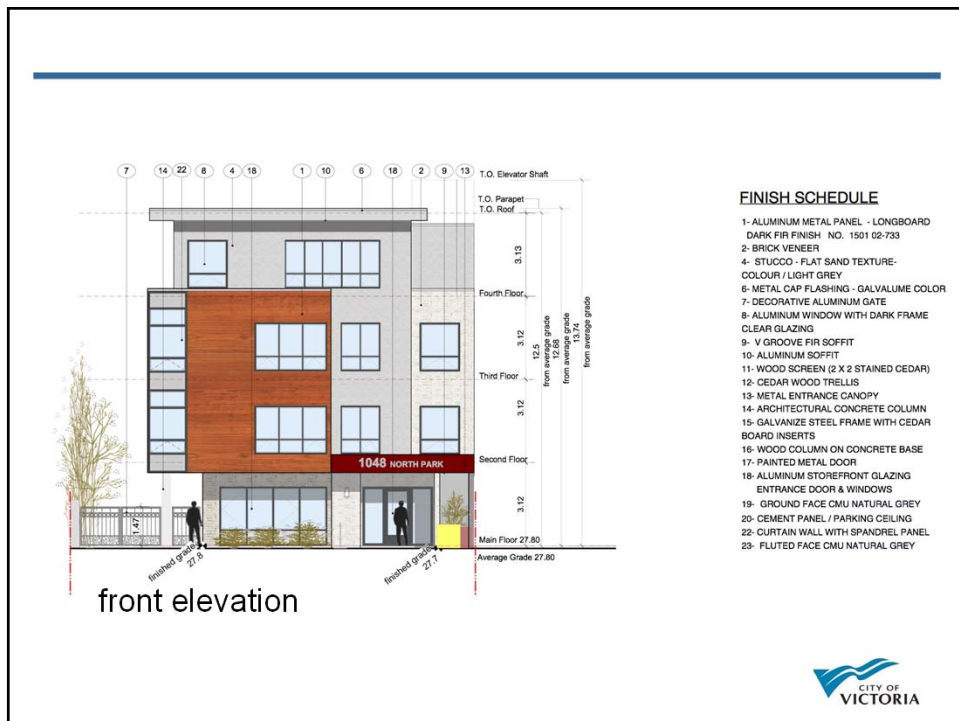 7 14 22 8 4 18 1 10 6 18 2 9 13
T.O. Elevator Shaft
T.O. Parapet
T.O. Roof
3.13
Fourth Floor
3.12
Third Floor
3.12
Second Floor
3.12
12.5
from average grade
12.68
from average grade
13.74
from average grade
1048 NORTH PARK
1.47
Main Floor 27.80
Average Grade 27.80
finished grade
27.8
finished grade
27.7
front elevation
FINISH SCHEDULE
1- ALUMINUM METAL PANEL - LONGBOARD
DARK FIR FINISH NO. 1501 02-733
2- BRICK VENEER
4- STUCCO - FLAT SAND TEXTURE-
COLOUR / LIGHT GREY
6- METAL CAP FLASHING - GALVALUME COLOR
7- DECORATIVE ALUMINUM GATE
8- ALUMINUM WINDOW WITH DARK FRAME
CLEAR GLAZING
9- V GROOVE FIR SOFFIT
10- ALUMINUM SOFFIT
11- WOOD SCREEN (2 X 2 STAINED CEDAR)
12- CEDAR WOOD TRELLIS
13- METAL ENTRANCE CANOPY
14- ARCHITECTURAL CONCRETE COLUMN
15- GALVANIZE STEEL FRAME WITH CEDAR
BOARD INSERTS
16- WOOD COLUMN ON CONCRETE BASE
17- PAINTED METAL DOOR
18- ALUMINUM STOREFRONT GLAZING
ENTRANCE DOOR & WINDOWS
19- GROUND FACE CMU NATURAL GREY
20- CEMENT PANEL / PARKING CEILING
22- CURTAIN WALL WITH SPANDREL PANEL
23- FLUTED FACE CMU NATURAL GREY
CITY OF
VICTORIA